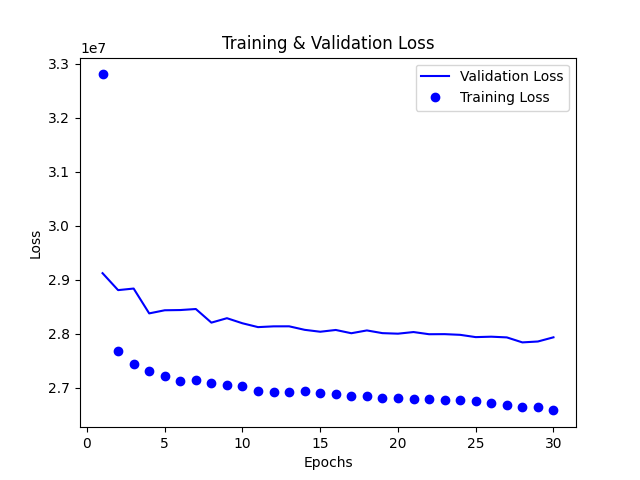 Training & Validation Loss
1e7
3.3
3.2
3.1
3.0
2.9
2.8
2.7
Loss
Validation Loss
Training Loss
0 5 10 15 20 25 30
Epochs